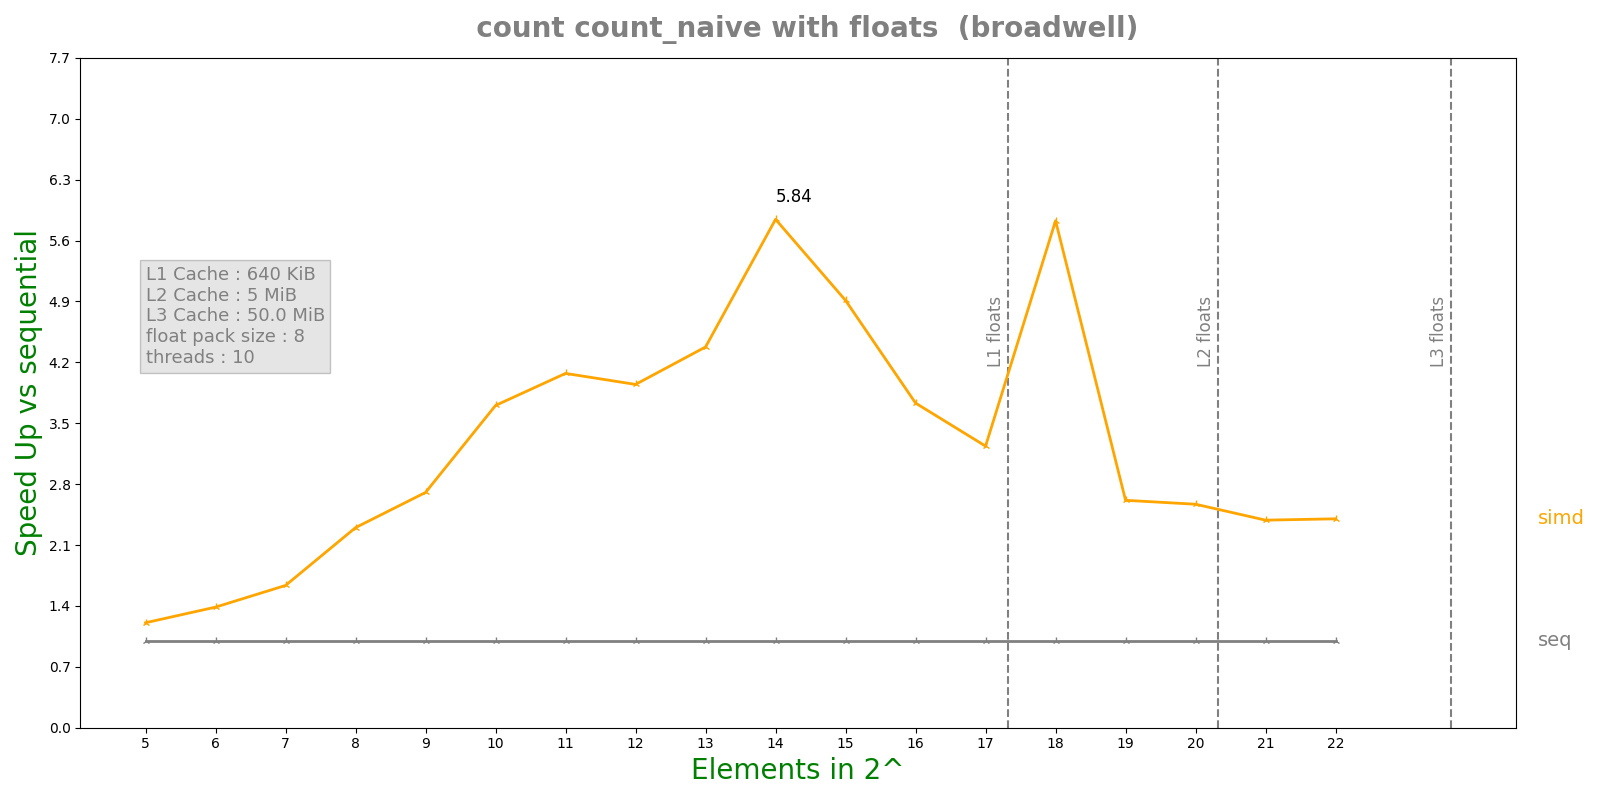 count count_naive with floats  (broadwell)
7.7
7.0
6.3
5.6
4.9
4.2
3.5
2.8
2.1
1.4
0.7
0.0
Speed Up vs sequential
L1 Cache : 640 KiB
L2 Cache : 5 MiB
L3 Cache : 50.0 MiB
float pack size : 8
threads : 10
5.84
L1 floats
L2 floats
L3 floats
simd
seq
5 6 7 8 9 10 11 12 13 14 15 16 17 18 19 20 21 22
Elements in 2^